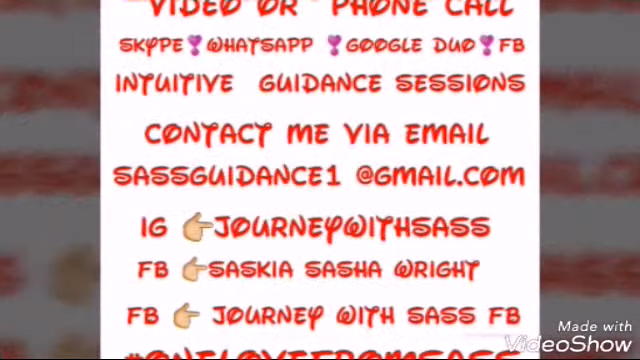 VIDEO OR PHONE CALL
SKYPE❣WHATSAPP ❣GOOGLE DUO❣FB
INTUITIVE GUIDANCE SESSIONS
CONTACT ME VIA EMAIL
SASSGUIDANCE1 @GMAIL.COM
IG 👉JOURNEYWITHSASS
FB 👉SASKIA SASHA WRIGHT
FB 👉 JOURNEY WITH SASS FB
#ONELOVEFROMSASS
Made with
VideoShow